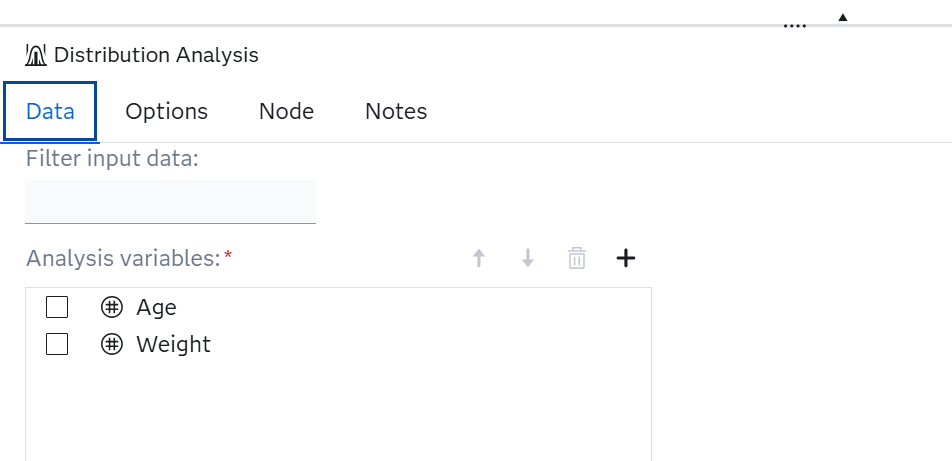 Distribution Analysis
Data Options Node Notes
Filter input data:
Analysis variables:*
Age
Weight